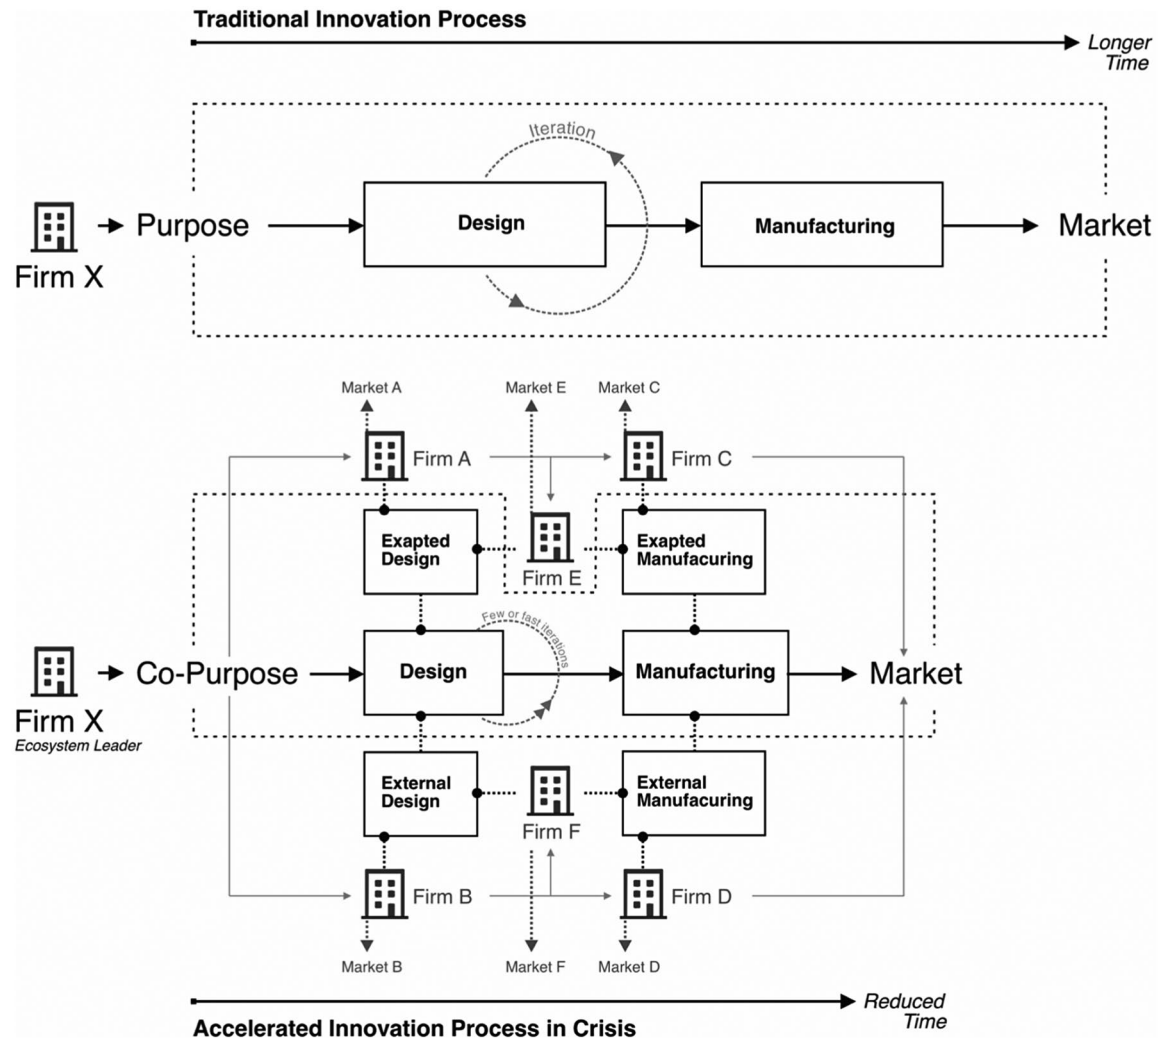 Traditional Innovation Process
Longer
Time
Iteration
Design
Manufacturing
Purpose
Market
Firm X
Market A
Market E
Market C
Firm A
Firm C
Exapted
Design
Firm E
Exapted
Manufacuring
Few or fast iterations
Co-Purpose
Design
Manufacturing
Market
Firm X
Ecosystem Leader
External
Design
Firm F
External
Manufacuring
Firm B
Firm D
Market B
Market F
Market D
Reduced
Time
Accelerated Innovation Process in Crisis